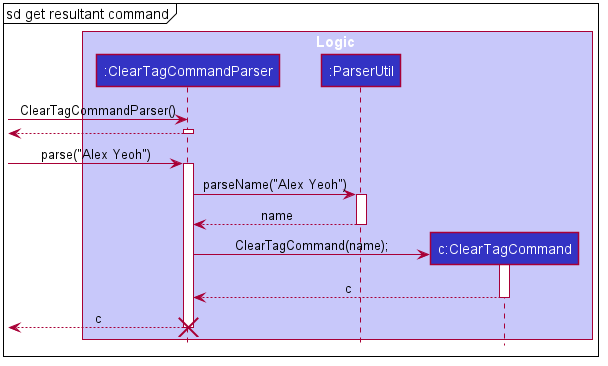 sd get resultant command
Logic
:ClearTagCommandParser
:ParserUtil
ClearTagCommandParser()
parse("Alex Yeoh")
parseName("Alex Yeoh")
name
ClearTagCommand(name);
c:ClearTagCommand
c
c